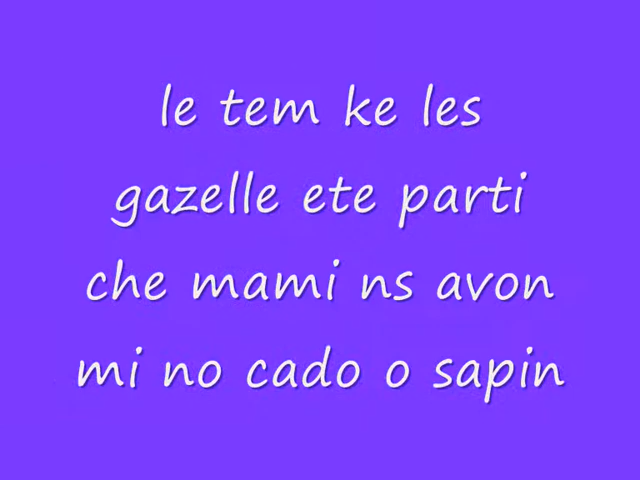 le tem ke les
gazelle ete parti
che mami ns avon
mi no cado o sapin